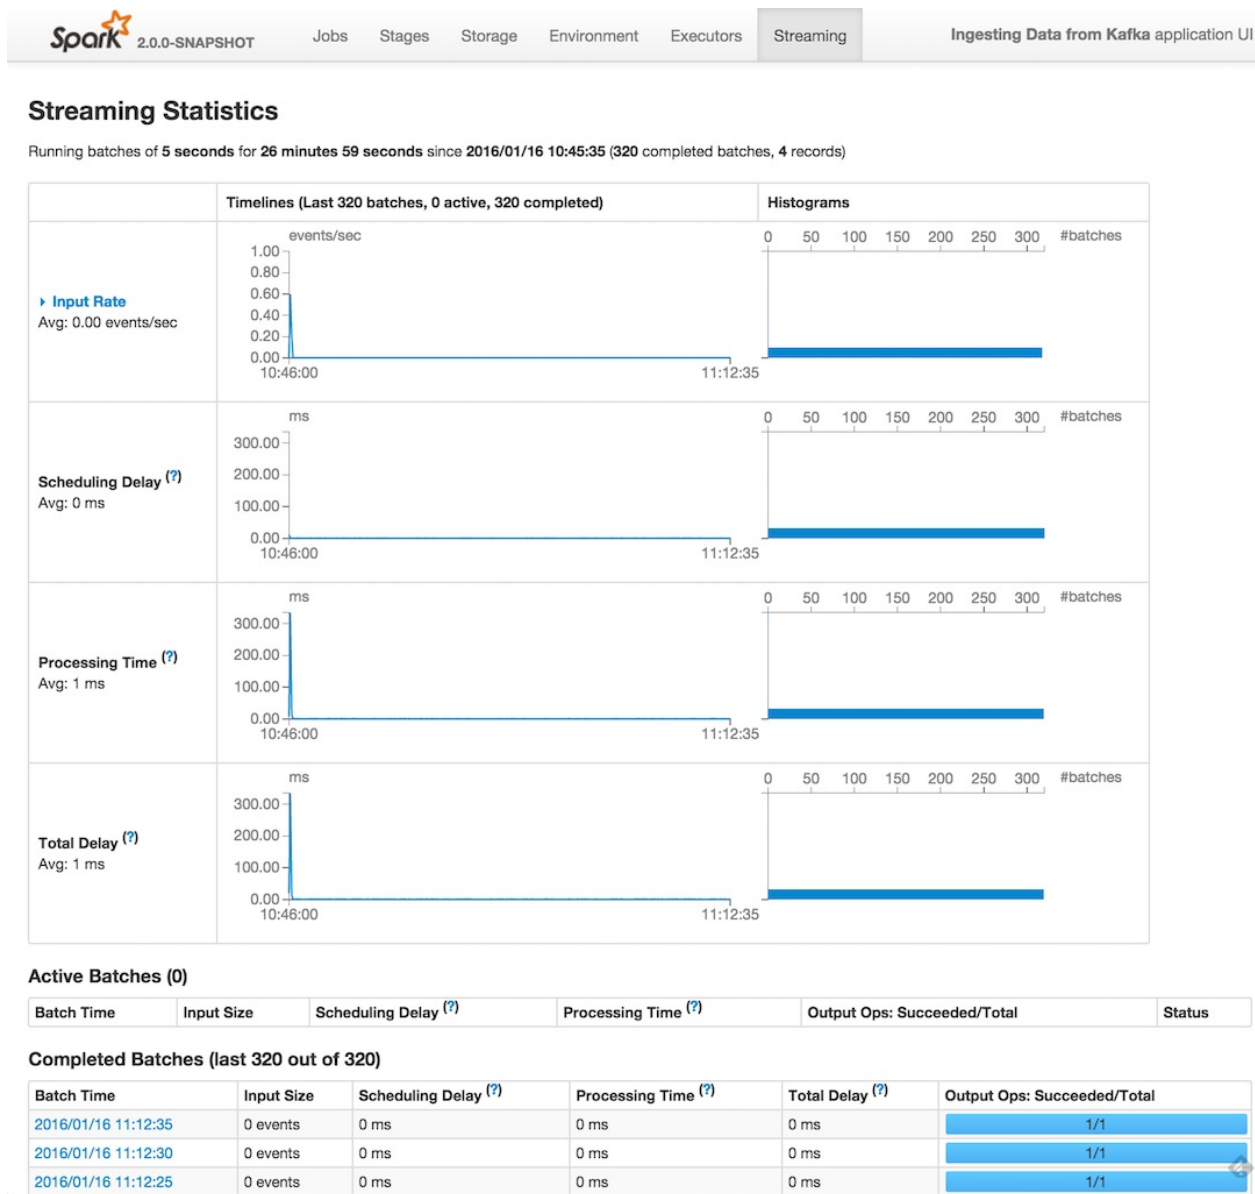 Spark 2.0.0-SNAPSHOT Jobs Stages Storage Environment Executors Streaming Ingesting Data from Kafka application UI
Streaming Statistics
Running batches of 5 seconds for 26 minutes 59 seconds since 2016/01/16 10:45:35 (320 completed batches, 4 records)
Timelines (Last 320 batches, 0 active, 320 completed) Histograms
Input Rate
Avg: 0.00 events/sec
events/sec
1.00
0.80
0.60
0.40
0.20
0.00
10:46:00 11:12:35
0 50 100 150 200 250 300 #batches
Scheduling Delay (?)
Avg: 0 ms
ms
300.00
200.00
100.00
0.00
10:46:00 11:12:35
0 50 100 150 200 250 300 #batches
Processing Time (?)
Avg: 1 ms
ms
300.00
200.00
100.00
0.00
10:46:00 11:12:35
0 50 100 150 200 250 300 #batches
Total Delay (?)
Avg: 1 ms
ms
300.00
200.00
100.00
0.00
10:46:00 11:12:35
0 50 100 150 200 250 300 #batches
Active Batches (0)
Batch Time Input Size Scheduling Delay (?) Processing Time (?) Output Ops: Succeeded/Total Status
Completed Batches (last 320 out of 320)
Batch Time Input Size Scheduling Delay (?) Processing Time (?) Total Delay (?) Output Ops: Succeeded/Total
2016/01/16 11:12:35 0 events 0 ms 0 ms 0 ms 1/1
2016/01/16 11:12:30 0 events 0 ms 0 ms 0 ms 1/1
2016/01/16 11:12:25 0 events 0 ms 0 ms 0 ms 1/1